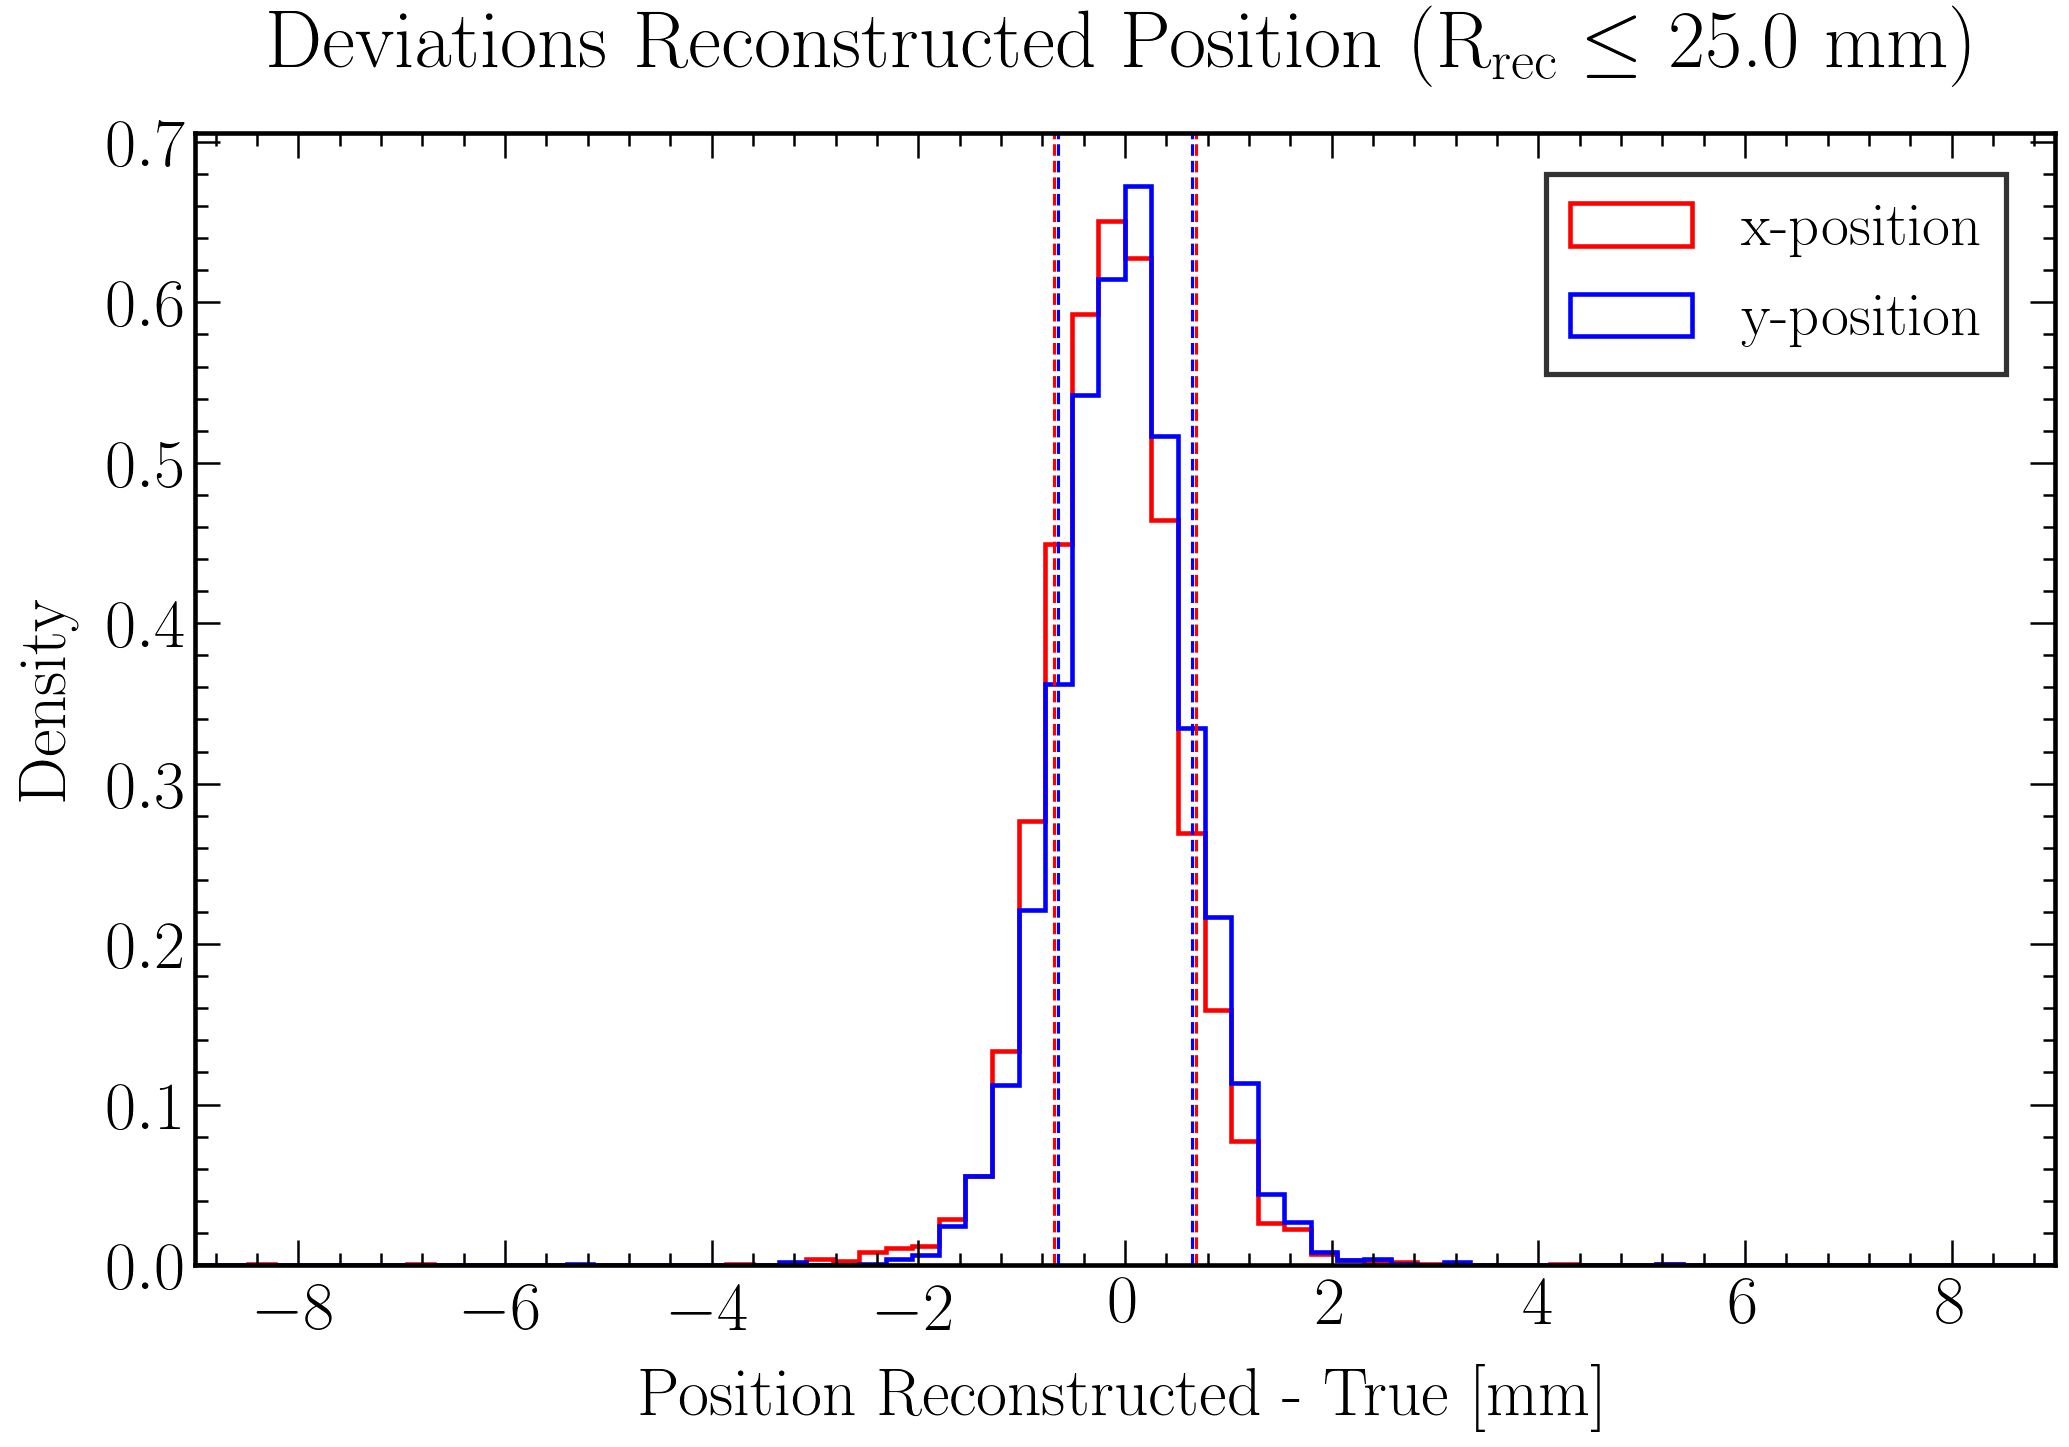 Deviations Reconstructed Position (R_rec ≤ 25.0 mm)
0.7
0.6
0.5
0.4
0.3
0.2
0.1
0.0
Density
x-position
y-position
−8 −6 −4 −2 0 2 4 6 8
Position Reconstructed - True [mm]